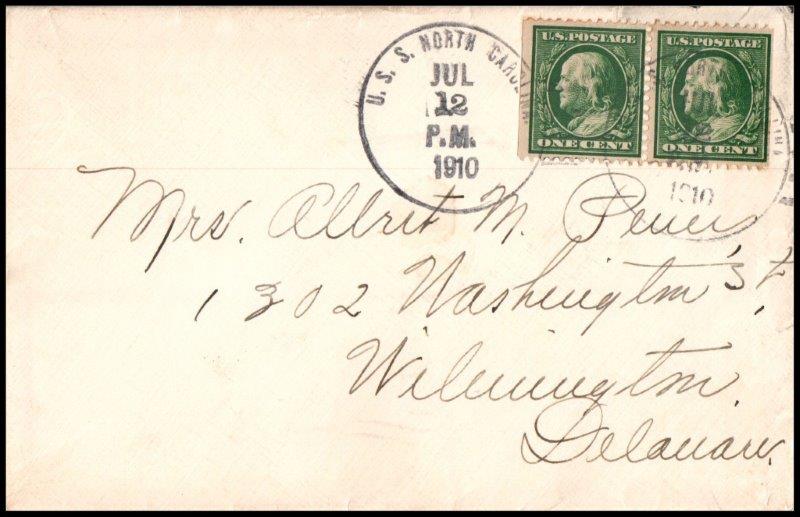 U.S.S. NORTH CAROLINA
JUL
12
P.M.
1910
U.S. POSTAGE
ONE CENT
U.S. POSTAGE
ONE CENT
1910
Mrs. Albert M.
1302 Washington St
Wilmington.
Delaware.